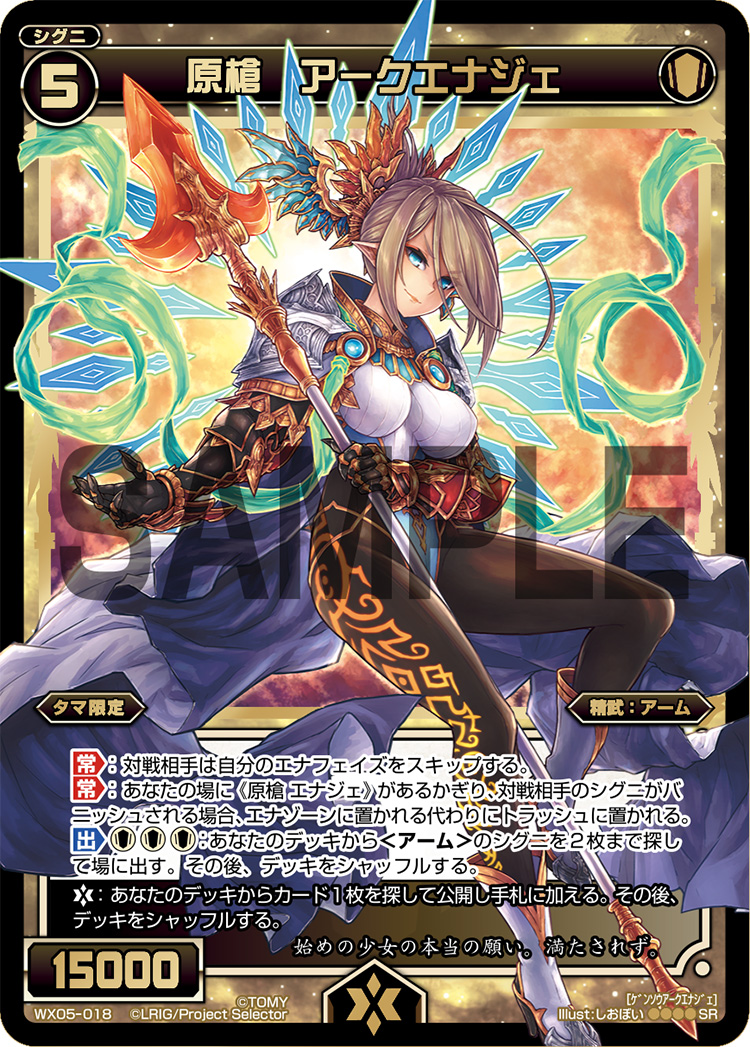 シグニ
5
原槍 アークエナジェ
SAMPLE
タマ限定
精武：アーム
常：対戦相手は自分のエナフェイズをスキップする。
常：あなたの場に《原槍 エナジェ》があるかぎり、対戦相手のシグニがバ
ニッシュされる場合、エナゾーンに置かれる代わりにトラッシュに置かれる。
出：あなたのデッキから＜アーム＞のシグニを２枚まで探し
て場に出す。その後、デッキをシャッフルする。
：あなたのデッキからカード１枚を探して公開し手札に加える。その後、
デッキをシャッフルする。
始めの少女の本当の願い。満たされず。
15000
WX05-018 ©LRIG/Project Selector
©TOMY
[ｹﾞﾝｿｳｱｰｸｴﾅｼﾞｪ]
Illust:しおぼい SR